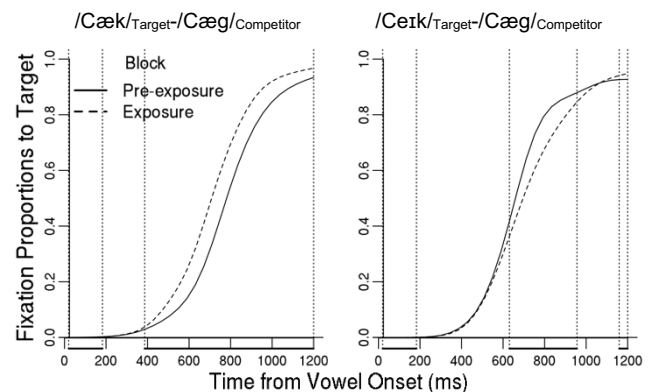 /Cæk/Target-/Cæg/Competitor
/Ceɪk/Target-/Cæg/Competitor
Fixation Proportions to Target
0.0 0.2 0.4 0.6 0.8 1.0
Block
Pre-exposure
Exposure
0 200 400 600 800 1000 1200
0.0 0.2 0.4 0.6 0.8 1.0
0 200 400 600 800 1000 1200
Time from Vowel Onset (ms)